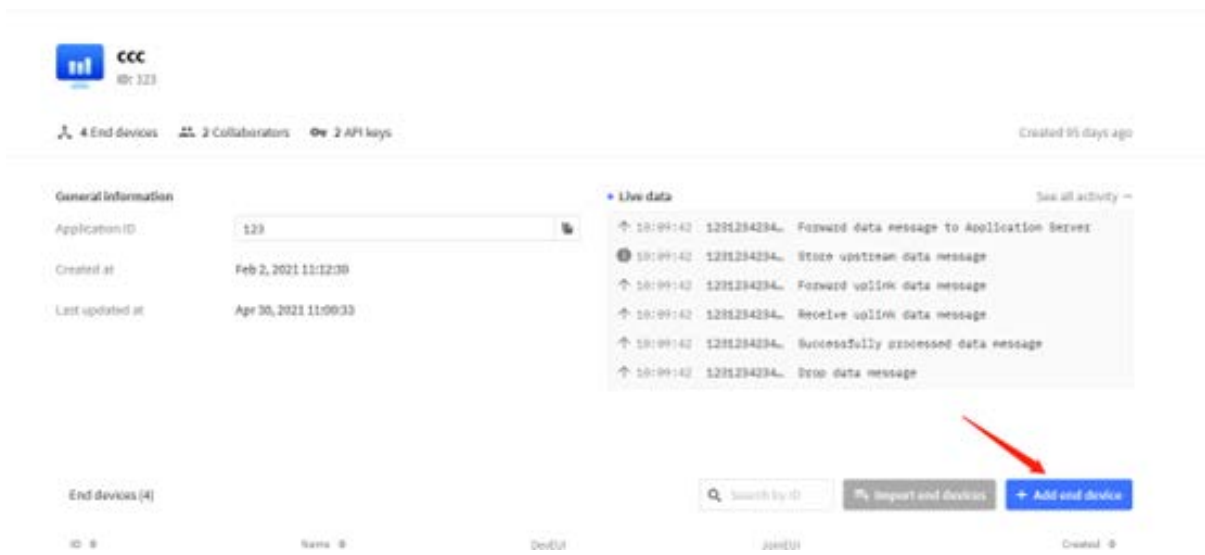 ccc
ID: 123
4 End devices 2 Collaborators 2 API keys
Created 95 days ago
General information
Application ID 123
Created at Feb 2, 2021 11:12:30
Last updated at Apr 30, 2021 11:00:33
Live data See all activity
10:09:42 1231234234… Forward data message to Application Server
10:09:42 1231234234… Store upstream data message
10:09:42 1231234234… Forward uplink data message
10:09:42 1231234234… Receive uplink data message
10:09:42 1231234234… Successfully processed data message
10:09:42 1231234234… Drop data message
End devices (4)
Search by ID
Import end devices
+ Add end device
ID Name DevEUI JoinEUI Created